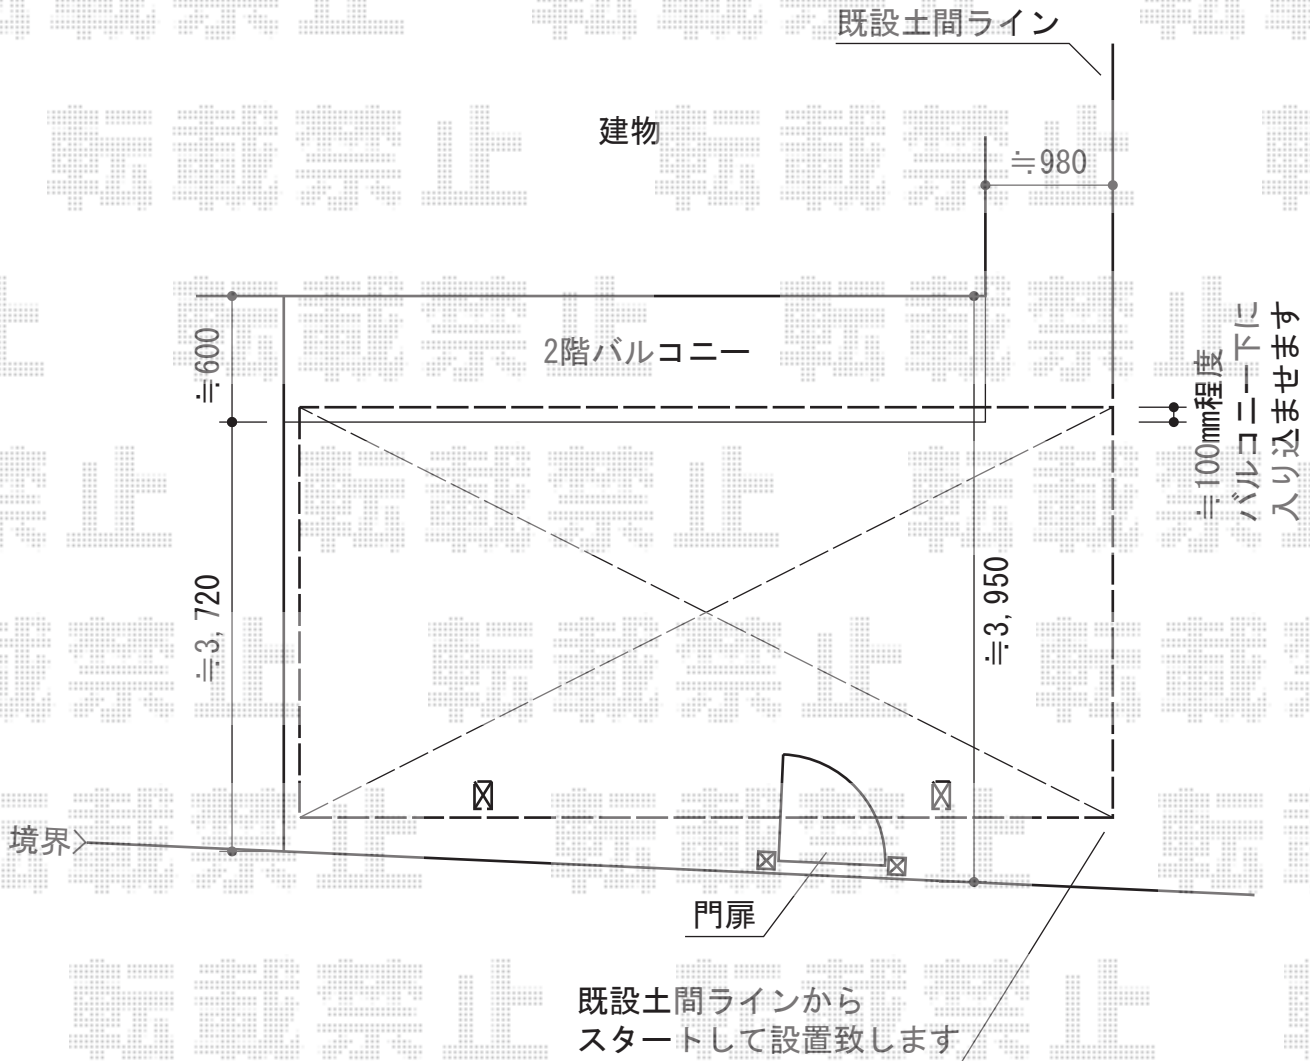 既設土間ライン
建物
≒980
2階バルコニー
≒600
≒100mm程度
バルコニー下に
入り込ませます
≒3,720
≒3,950
境界
門扉
既設土間ラインから
スタートして設置致します
転載禁止